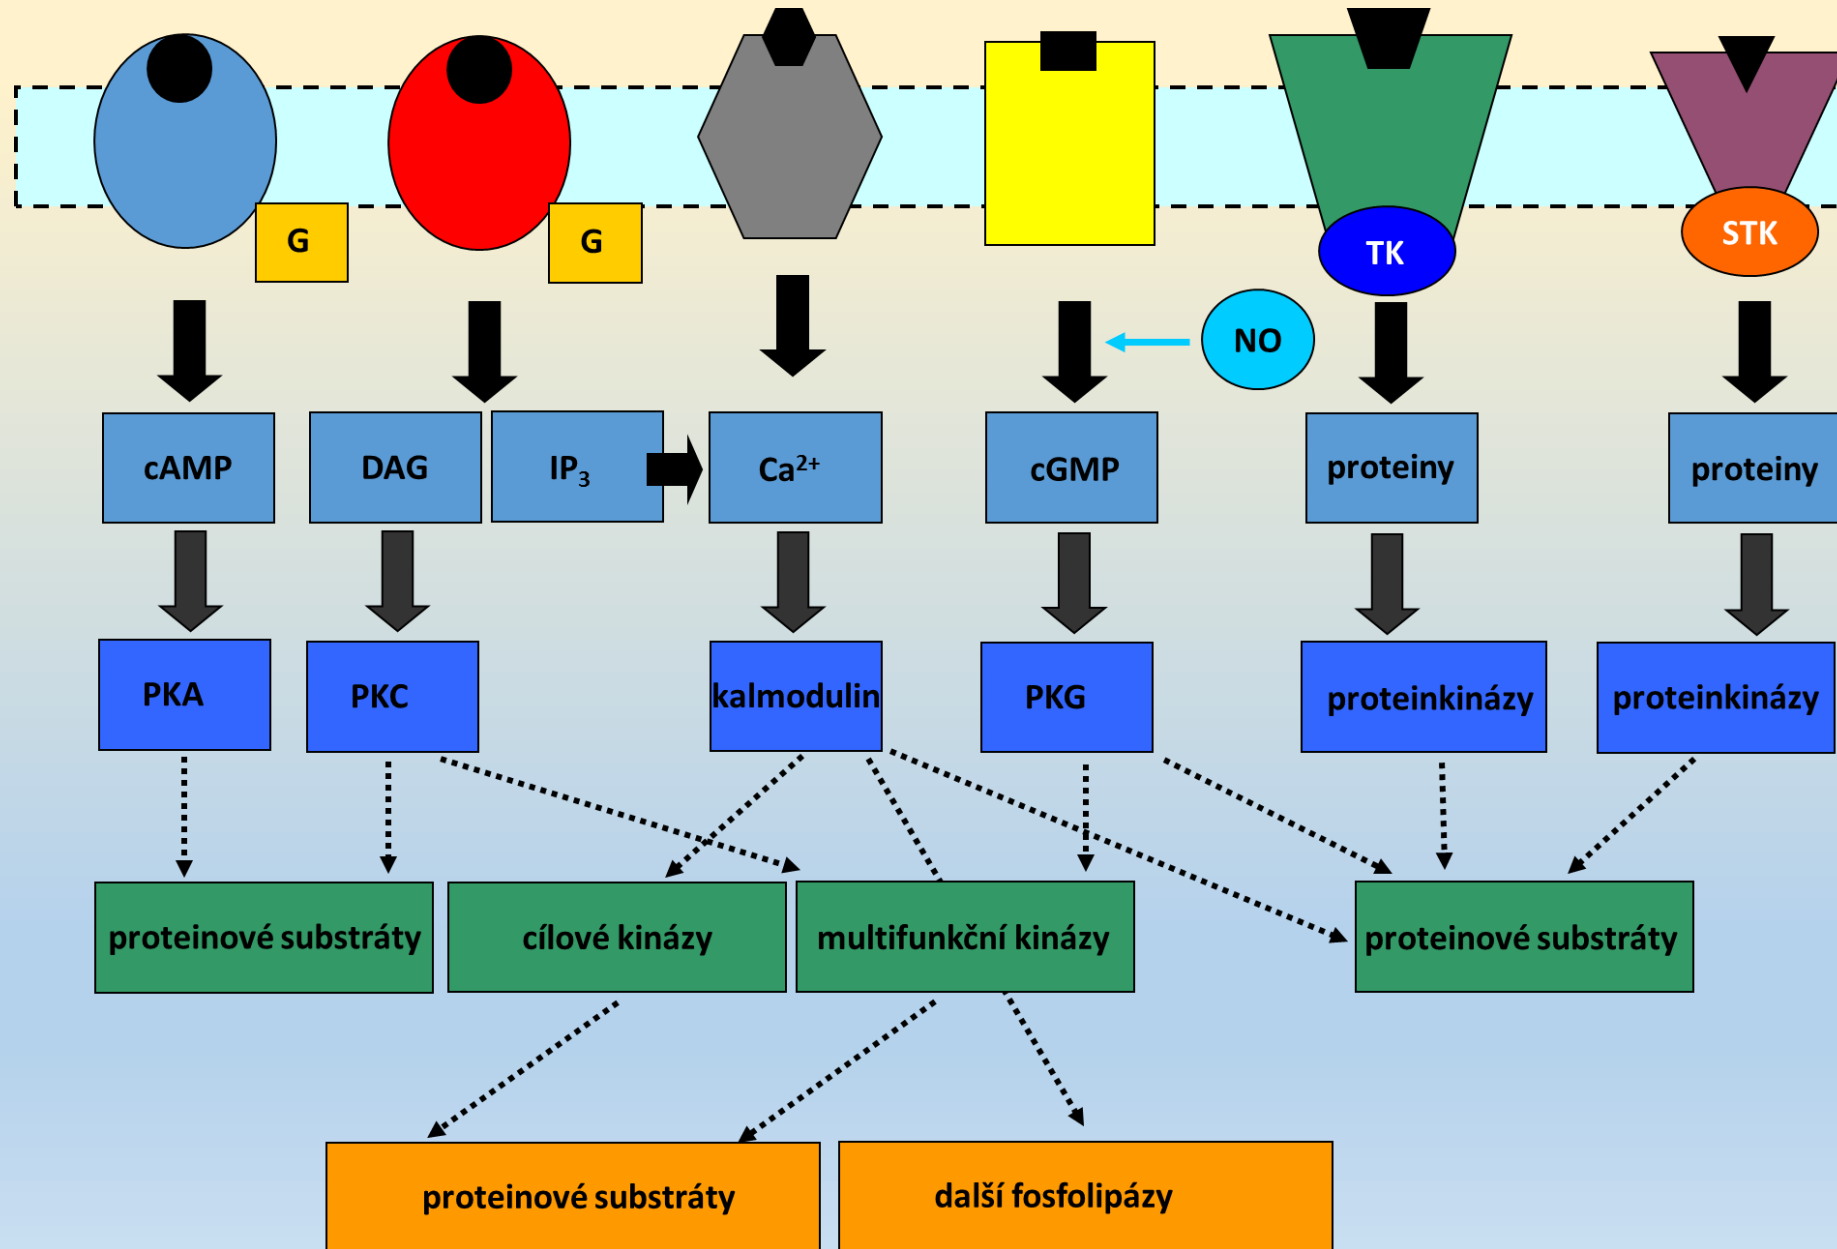 G
G
TK
STK
NO
cAMP
DAG
IP₃
Ca²⁺
cGMP
proteiny
proteiny
PKA
PKC
kalmodulin
PKG
proteinkinázy
proteinkinázy
proteinové substráty
cílové kinázy
multifunkční kinázy
proteinové substráty
proteinové substráty
další fosfolipázy